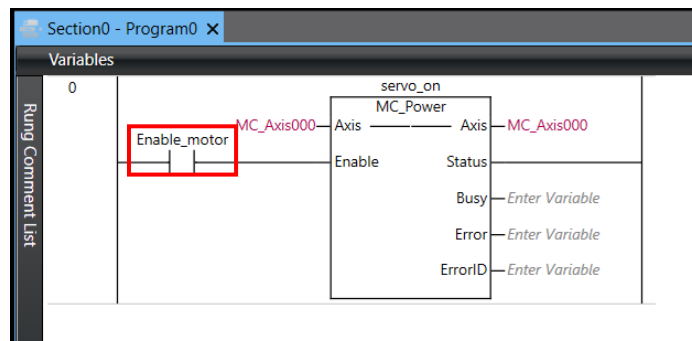 Section0 - Program0 X
Variables
Rung Comment List
0
servo_on
MC_Power
MC_Axis000 Axis Axis MC_Axis000
Enable_motor
Enable Status
Busy Enter Variable
Error Enter Variable
ErrorID Enter Variable